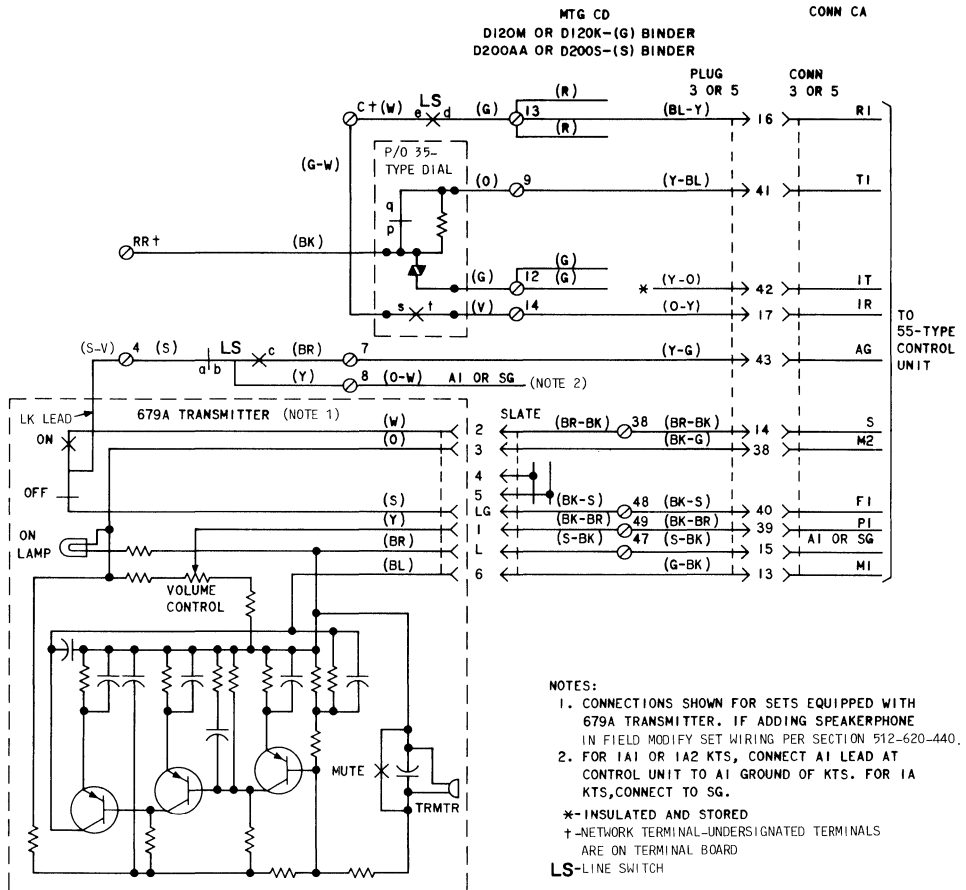 MTG CD
CONN CA
D120M OR D120K-(G) BINDER
D200AA OR D200S-(S) BINDER
PLUG
3 OR 5
CONN
3 OR 5
C†(W)
LS
e d
(G)
13
(R)
(BL-Y)
(R)
16
R1
(G-W)
P/O 35-
TYPE DIAL
q
p
(O)
9
(Y-BL)
41
T1
RR†
(BK)
(G)
12
(G)
(G)
* (Y-O)
42
1T
s t
(V)
14
(O-Y)
17
1R
TO
55-TYPE
CONTROL
UNIT
(S-V)
4
(S)
LS
a b
c
(BR)
7
(Y-G)
43
AG
(Y)
8
(O-W)
A1 OR SG (NOTE 2)
679A TRANSMITTER (NOTE 1)
LK LEAD
ON
OFF
ON
LAMP
SLATE
(W)
2
(BR-BK)
38
(BR-BK)
14
S
(O)
3
(BK-G)
38
M2
4
5
(S)
LG
(BK-S)
48
(BK-S)
40
F1
(Y)
1
(BK-BR)
49
(BK-BR)
39
P1
(BR)
L
(S-BK)
47
(S-BK)
15
A1 OR SG
(BL)
6
(G-BK)
13
M1
VOLUME
CONTROL
MUTE
TRMTR
NOTES:
1. CONNECTIONS SHOWN FOR SETS EQUIPPED WITH
679A TRANSMITTER. IF ADDING SPEAKERPHONE
IN FIELD MODIFY SET WIRING PER SECTION 512-620-440.
2. FOR 1A1 OR 1A2 KTS, CONNECT A1 LEAD AT
CONTROL UNIT TO A1 GROUND OF KTS. FOR 1A
KTS,CONNECT TO SG.
*-INSULATED AND STORED
†-NETWORK TERMINAL-UNDERSIGNATED TERMINALS
ARE ON TERMINAL BOARD
LS-LINE SWITCH